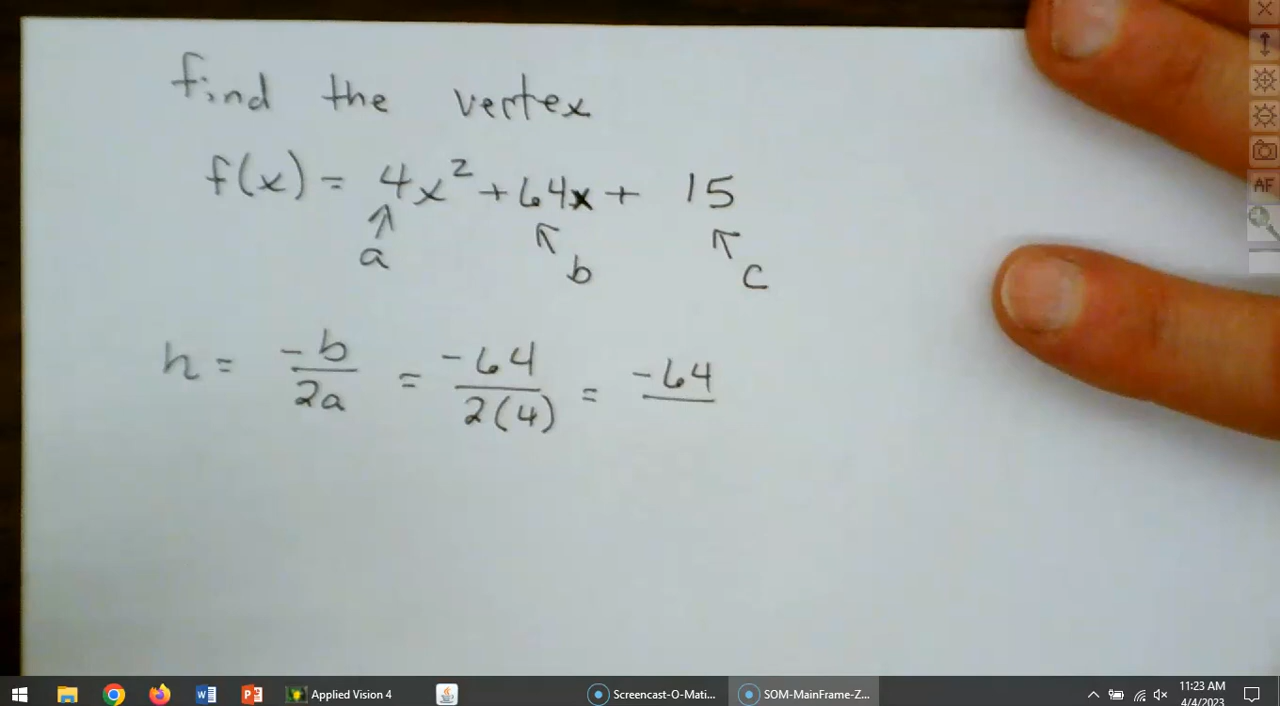 find the vertex
f(x) = 4x² + 64x + 15
a b c
h = -b/2a = -64/2(4) = -64
AF
Applied Vision 4
Screencast-O-Mati...
SOM-MainFrame-Z...
11:23 AM
4/4/2023